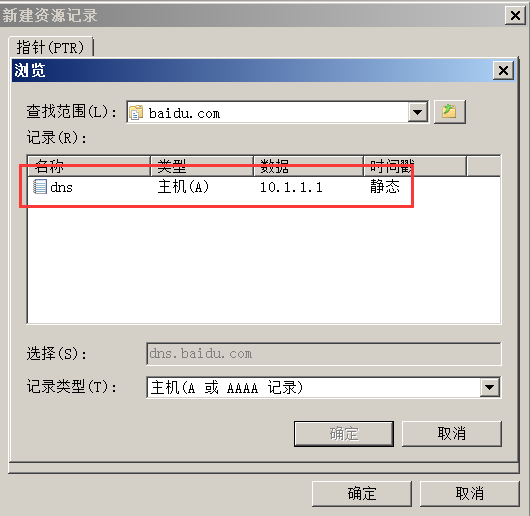 新建资源记录
指针(PTR)
浏览
查找范围(L): baidu.com
记录(R):
名称 类型 数据 时间戳
dns 主机(A) 10.1.1.1 静态
选择(S): dns.baidu.com
记录类型(T): 主机(A 或 AAAA 记录)
确定 取消
确定 取消